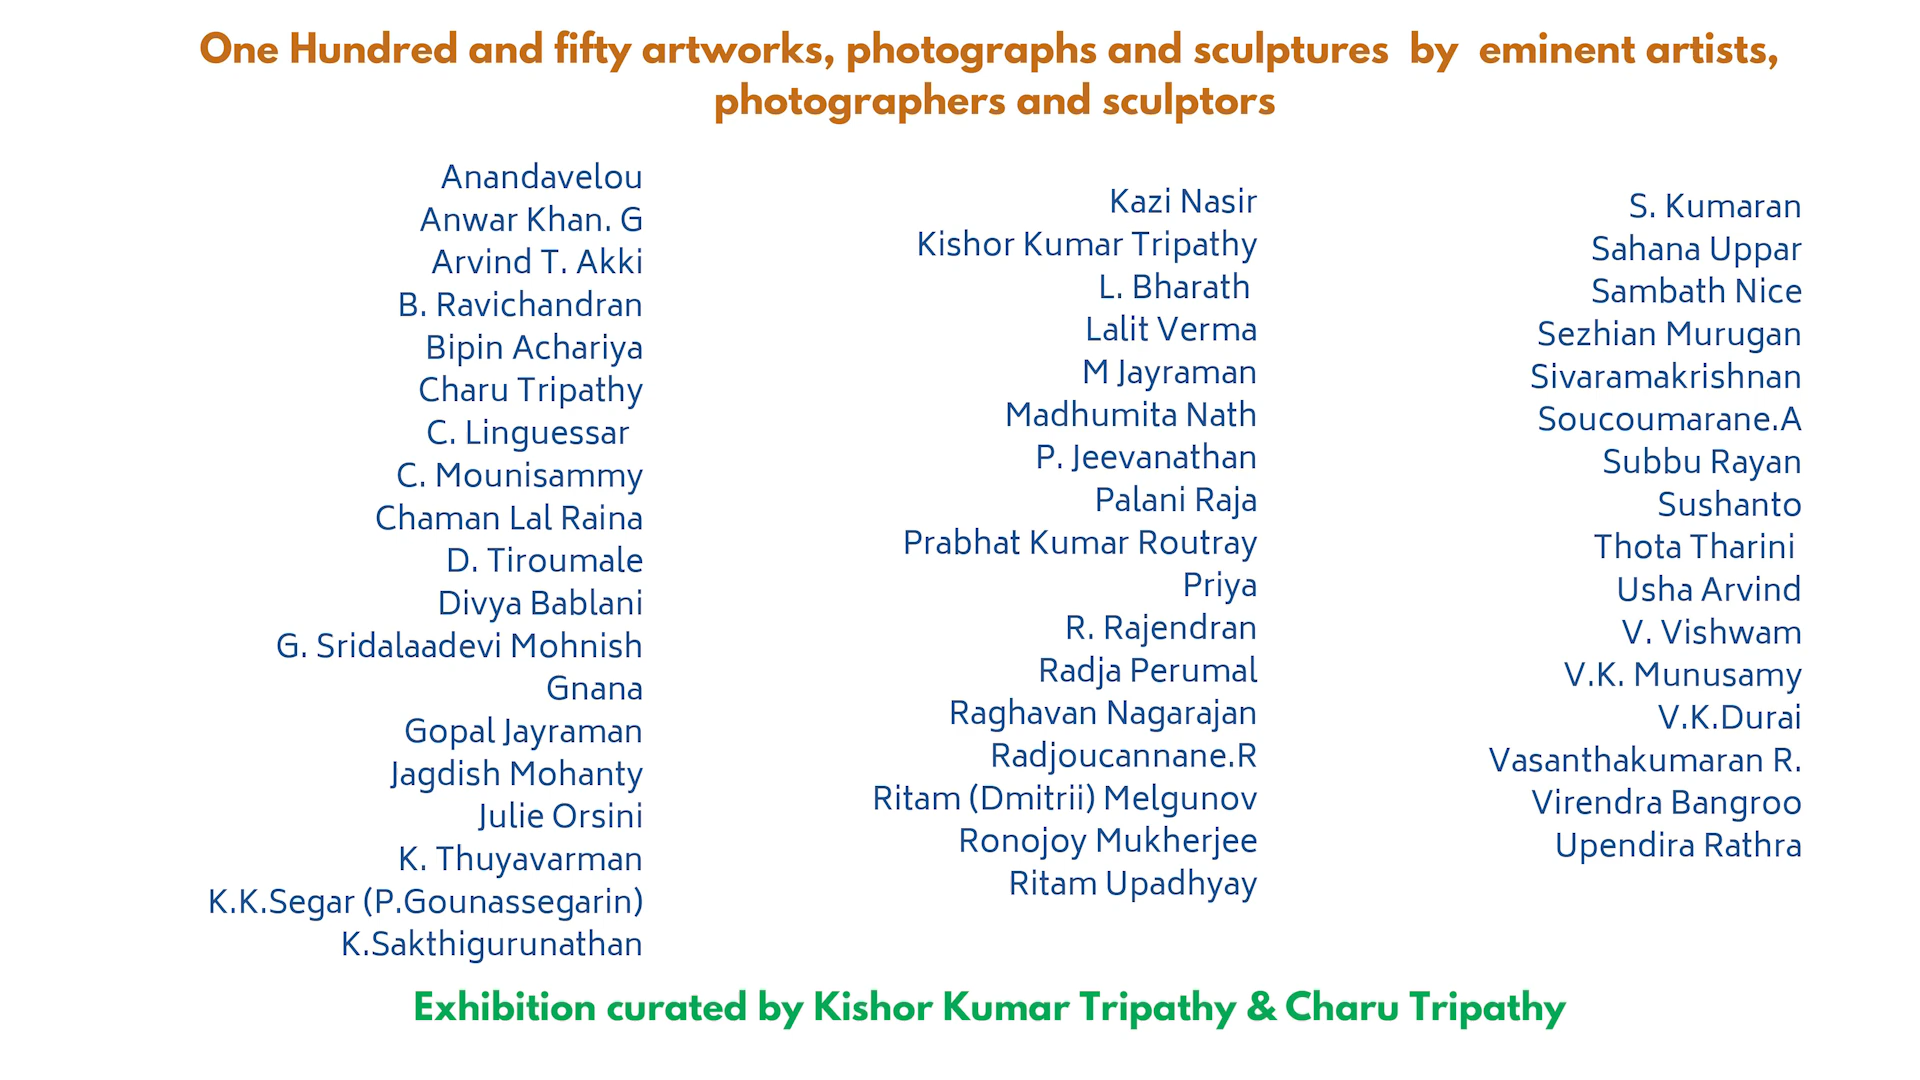 One Hundred and fifty artworks, photographs and sculptures by eminent artists,
photographers and sculptors
Anandavelou
Anwar Khan. G
Arvind T. Akki
B. Ravichandran
Bipin Achariya
Charu Tripathy
C. Linguessar
C. Mounisammy
Chaman Lal Raina
D. Tiroumale
Divya Bablani
G. Sridalaadevi Mohnish
Gnana
Gopal Jayraman
Jagdish Mohanty
Julie Orsini
K. Thuyavarman
K.K.Segar (P.Gounassegarin)
K.Sakthigurunathan
Kazi Nasir
Kishor Kumar Tripathy
L. Bharath
Lalit Verma
M Jayraman
Madhumita Nath
P. Jeevanathan
Palani Raja
Prabhat Kumar Routray
Priya
R. Rajendran
Radja Perumal
Raghavan Nagarajan
Radjoucannane.R
Ritam (Dmitrii) Melgunov
Ronojoy Mukherjee
Ritam Upadhyay
S. Kumaran
Sahana Uppar
Sambath Nice
Sezhian Murugan
Sivaramakrishnan
Soucoumarane.A
Subbu Rayan
Sushanto
Thota Tharini
Usha Arvind
V. Vishwam
V.K. Munusamy
V.K.Durai
Vasanthakumaran R.
Virendra Bangroo
Upendira Rathra
Exhibition curated by Kishor Kumar Tripathy & Charu Tripathy